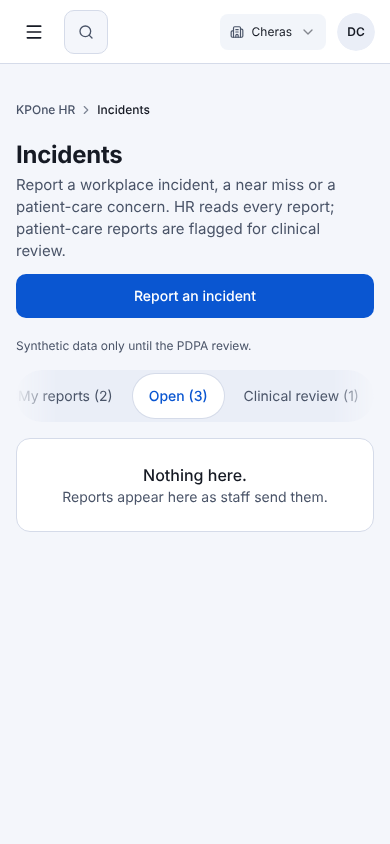 Cheras
DC
KPOne HR > Incidents
Incidents
Report a workplace incident, a near miss or a
patient-care concern. HR reads every report;
patient-care reports are flagged for clinical
review.
Report an incident
Synthetic data only until the PDPA review.
My reports (2)
Open (3)
Clinical review (1)
Nothing here.
Reports appear here as staff send them.